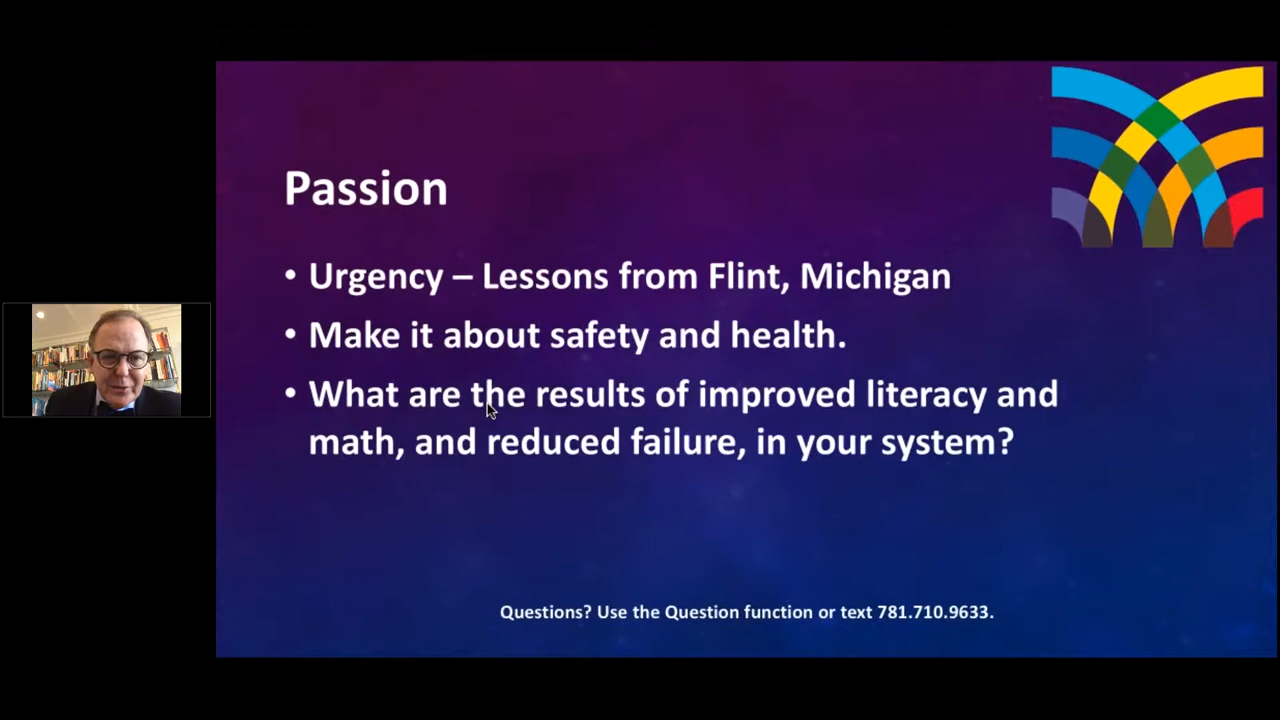 Passion
• Urgency – Lessons from Flint, Michigan
• Make it about safety and health.
• What are the results of improved literacy and
math, and reduced failure, in your system?
Questions? Use the Question function or text 781.710.9633.